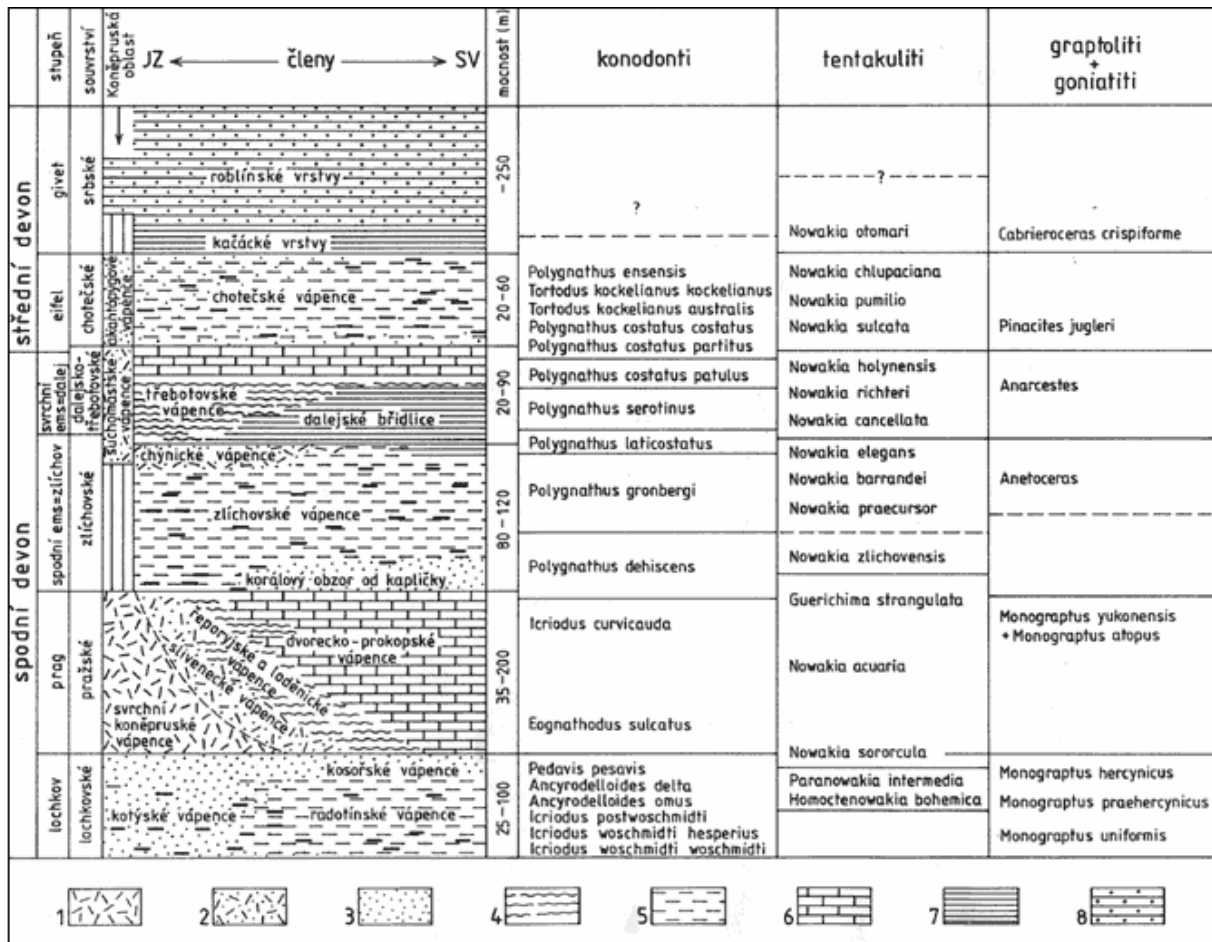 stupeň
souvrství
Koněpruská
oblast
JZ
členy
SV
mocnost (m)
konodonti
tentakuliti
graptoliti
+
goniatiti
střední devon
givet
srbské
roblínské vrstvy
kačácké vrstvy
~250
?
?
Nowakia otomari
Cabrieroceras crispiforme
eifel
chotečské
akantopygové
vápence
chotečské vápence
20-60
Polygnathus ensensis
Tortodus kockelianus kockelianus
Tortodus kockelianus australis
Polygnathus costatus costatus
Polygnathus costatus partitus
Nowakia chlupaciana
Nowakia pumilio
Nowakia sulcata
Pinacites jugleri
spodní devon
svrchní
ems=dalej
dalejsko-
třebotovské
suchomastské
vápence
třebotovské
vápence
dalejské břidlice
20-90
Polygnathus costatus patulus
Polygnathus serotinus
Polygnathus laticostatus
Nowakia holynensis
Nowakia richteri
Nowakia cancellata
Anarcestes
spodní ems=zlíchov
zlíchovské
chýnické vápence
zlíchovské vápence
korálový obzor od kapličky
80-120
Polygnathus gronbergi
Polygnathus dehiscens
Nowakia elegans
Nowakia barrandei
Nowakia praecursor
Nowakia zlichovensis
Anetoceras
prag
pražské
řeporyjské a loděnické
vápence
slivenecké vápence
dvorecko-prokopské
vápence
svrchní
koněpruské
vápence
35-200
Icriodus curvicauda
Eognathodus sulcatus
Guerichima strangulata
Nowakia acuaria
Nowakia sororcula
Monograptus yukonensis
+Monograptus atopus
lochkov
lochkovské
kosořské vápence
kotýské vápence
radotínské vápence
25-100
Pedavis pesavis
Ancyrodelloides delta
Ancyrodelloides omus
Icriodus postwoschmidti
Icriodus woschmidti hesperius
Icriodus woschmidti woschmidti
Paranowakia intermedia
Homoctenowakia bohemica
Monograptus hercynicus
Monograptus praehercynicus
Monograptus uniformis
1
2
3
4
5
6
7
8